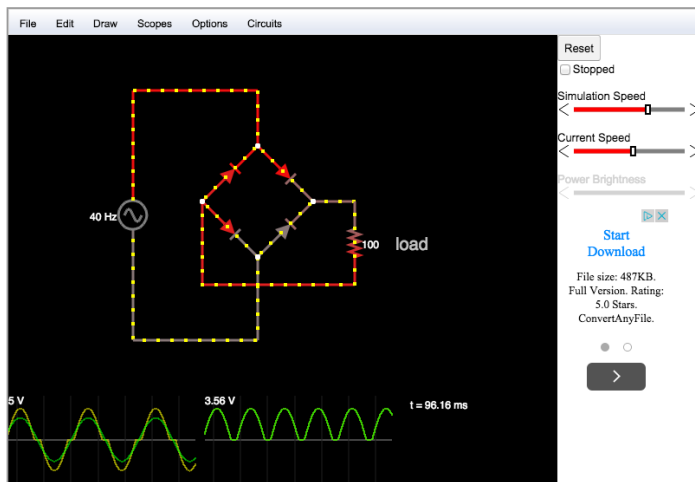 File Edit Draw Scopes Options Circuits
Reset
Stopped
Simulation Speed
Current Speed
Power Brightness
40 Hz
100 load
Start
Download
File size: 487KB.
Full Version. Rating:
5.0 Stars.
ConvertAnyFile.
5 V
3.56 V
t = 96.16 ms